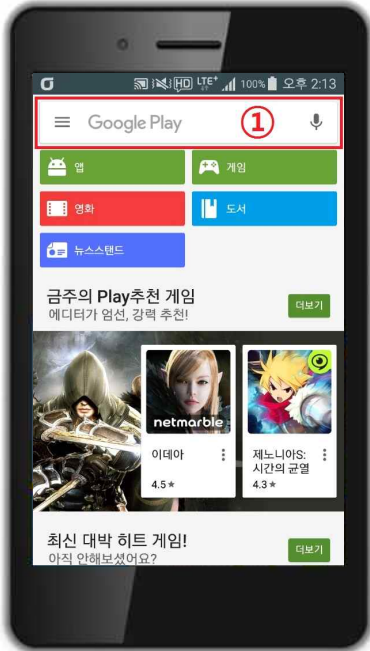 HD LTE+ 100% 오후 2:13
Google Play ①
앱
게임
영화
도서
뉴스스탠드
금주의 Play추천 게임
에디터가 엄선, 강력 추천!
더보기
netmarble
이데아
4.5★
제노니아S:
시간의 균열
4.3★
최신 대박 히트 게임!
아직 안해보셨어요?
더보기